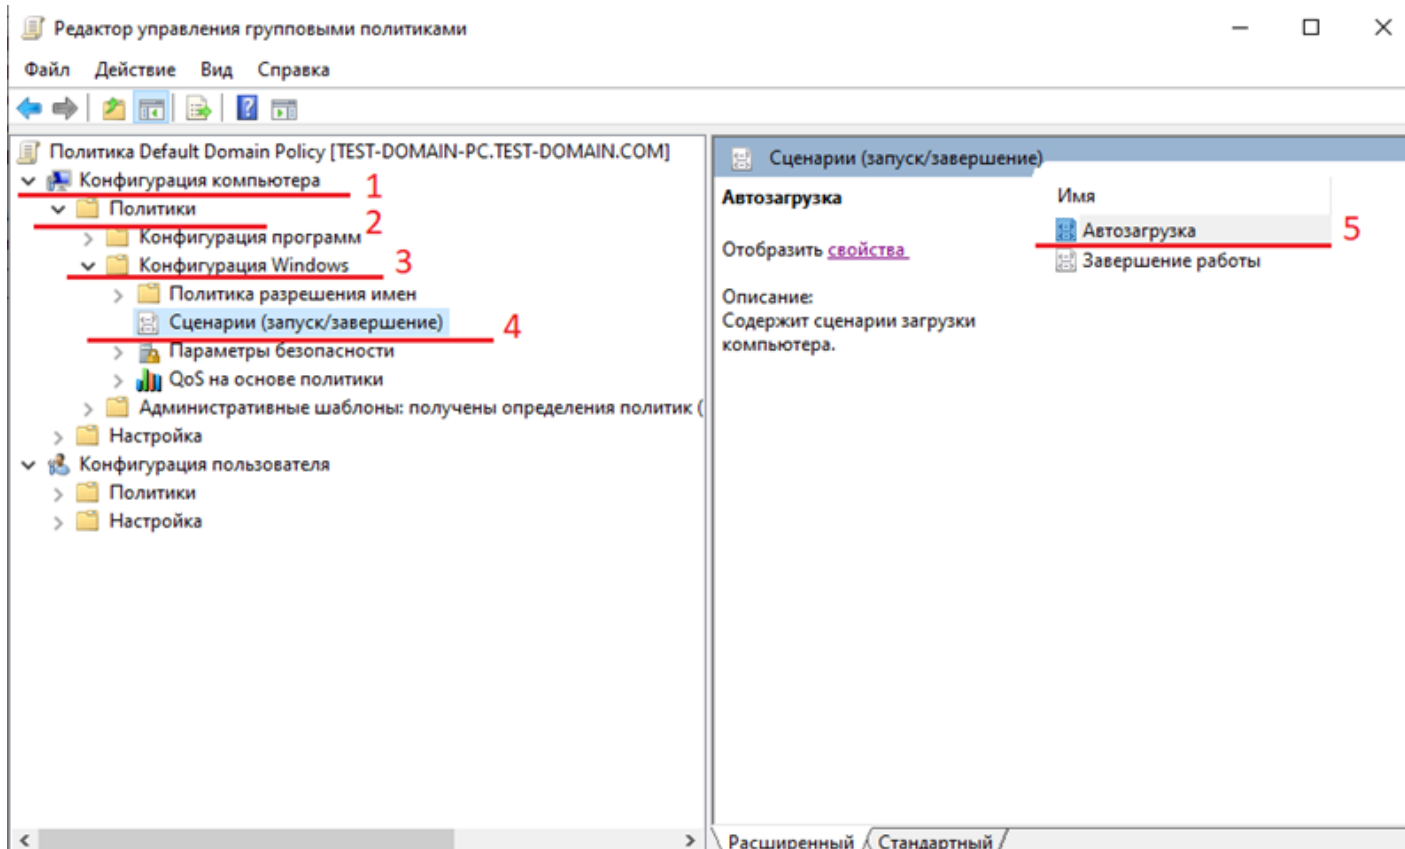 Редактор управления групповыми политиками
Файл Действие Вид Справка
Политика Default Domain Policy [TEST-DOMAIN-PC.TEST-DOMAIN.COM]
Конфигурация компьютера 1
Политики 2
Конфигурация программ
Конфигурация Windows 3
Политика разрешения имен
Сценарии (запуск/завершение) 4
Параметры безопасности
QoS на основе политики
Административные шаблоны: получены определения политик (
Настройка
Конфигурация пользователя
Политики
Настройка
Сценарии (запуск/завершение)
Автозагрузка
Отобразить свойства
Описание:
Содержит сценарии загрузки
компьютера.
Имя
Автозагрузка 5
Завершение работы
Расширенный Стандартный